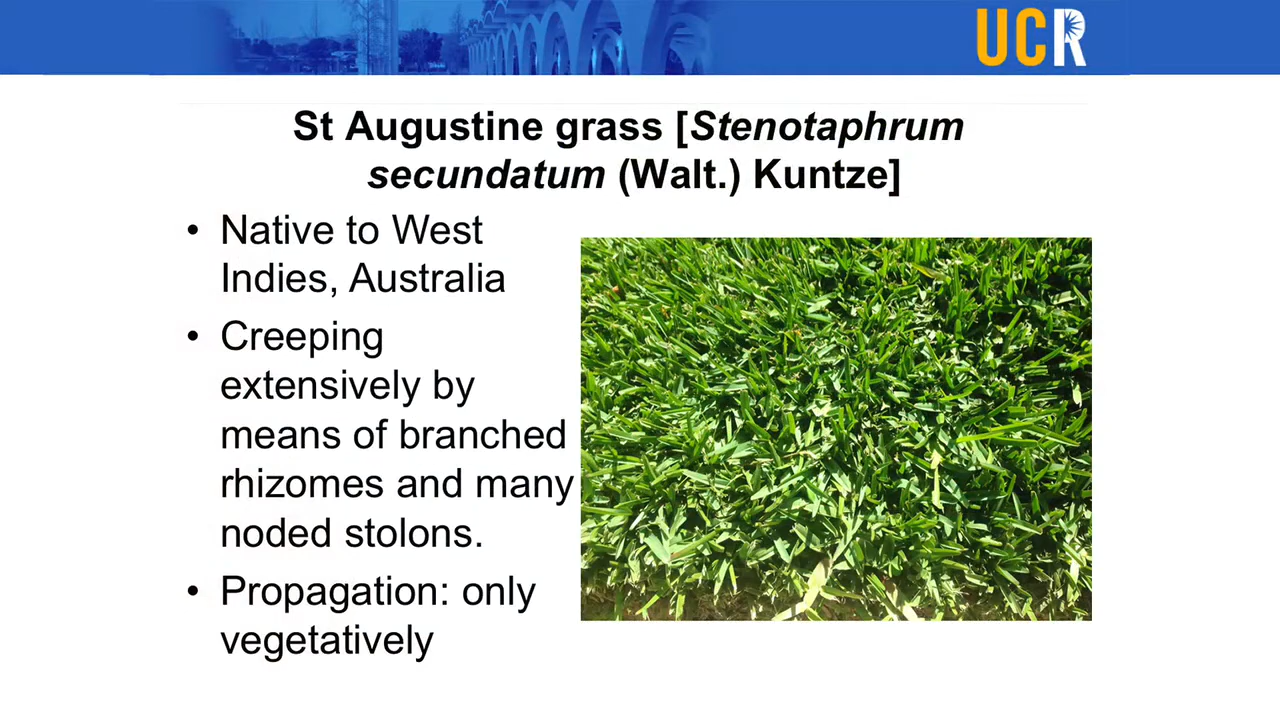 UCR
St Augustine grass [Stenotaphrum
secundatum (Walt.) Kuntze]
• Native to West
Indies, Australia
• Creeping
extensively by
means of branched
rhizomes and many
noded stolons.
• Propagation: only
vegetatively